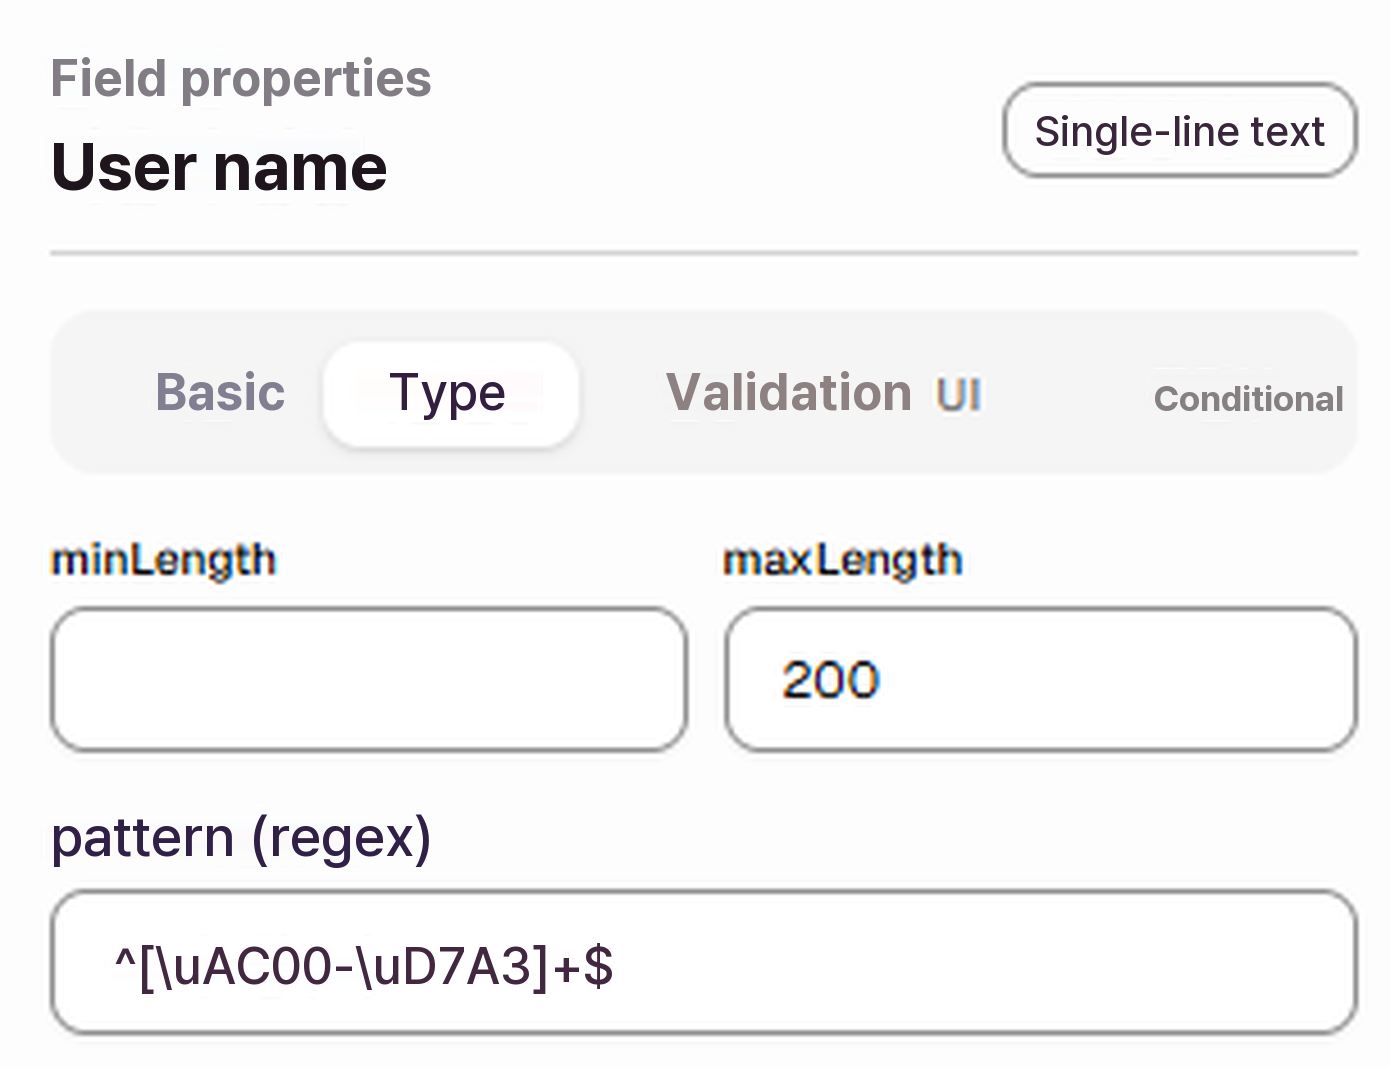 Field properties
User name
Single-line text
Basic Type Validation UI Conditional
minLength maxLength
200
pattern (regex)
^[\uAC00-\uD7A3]+$